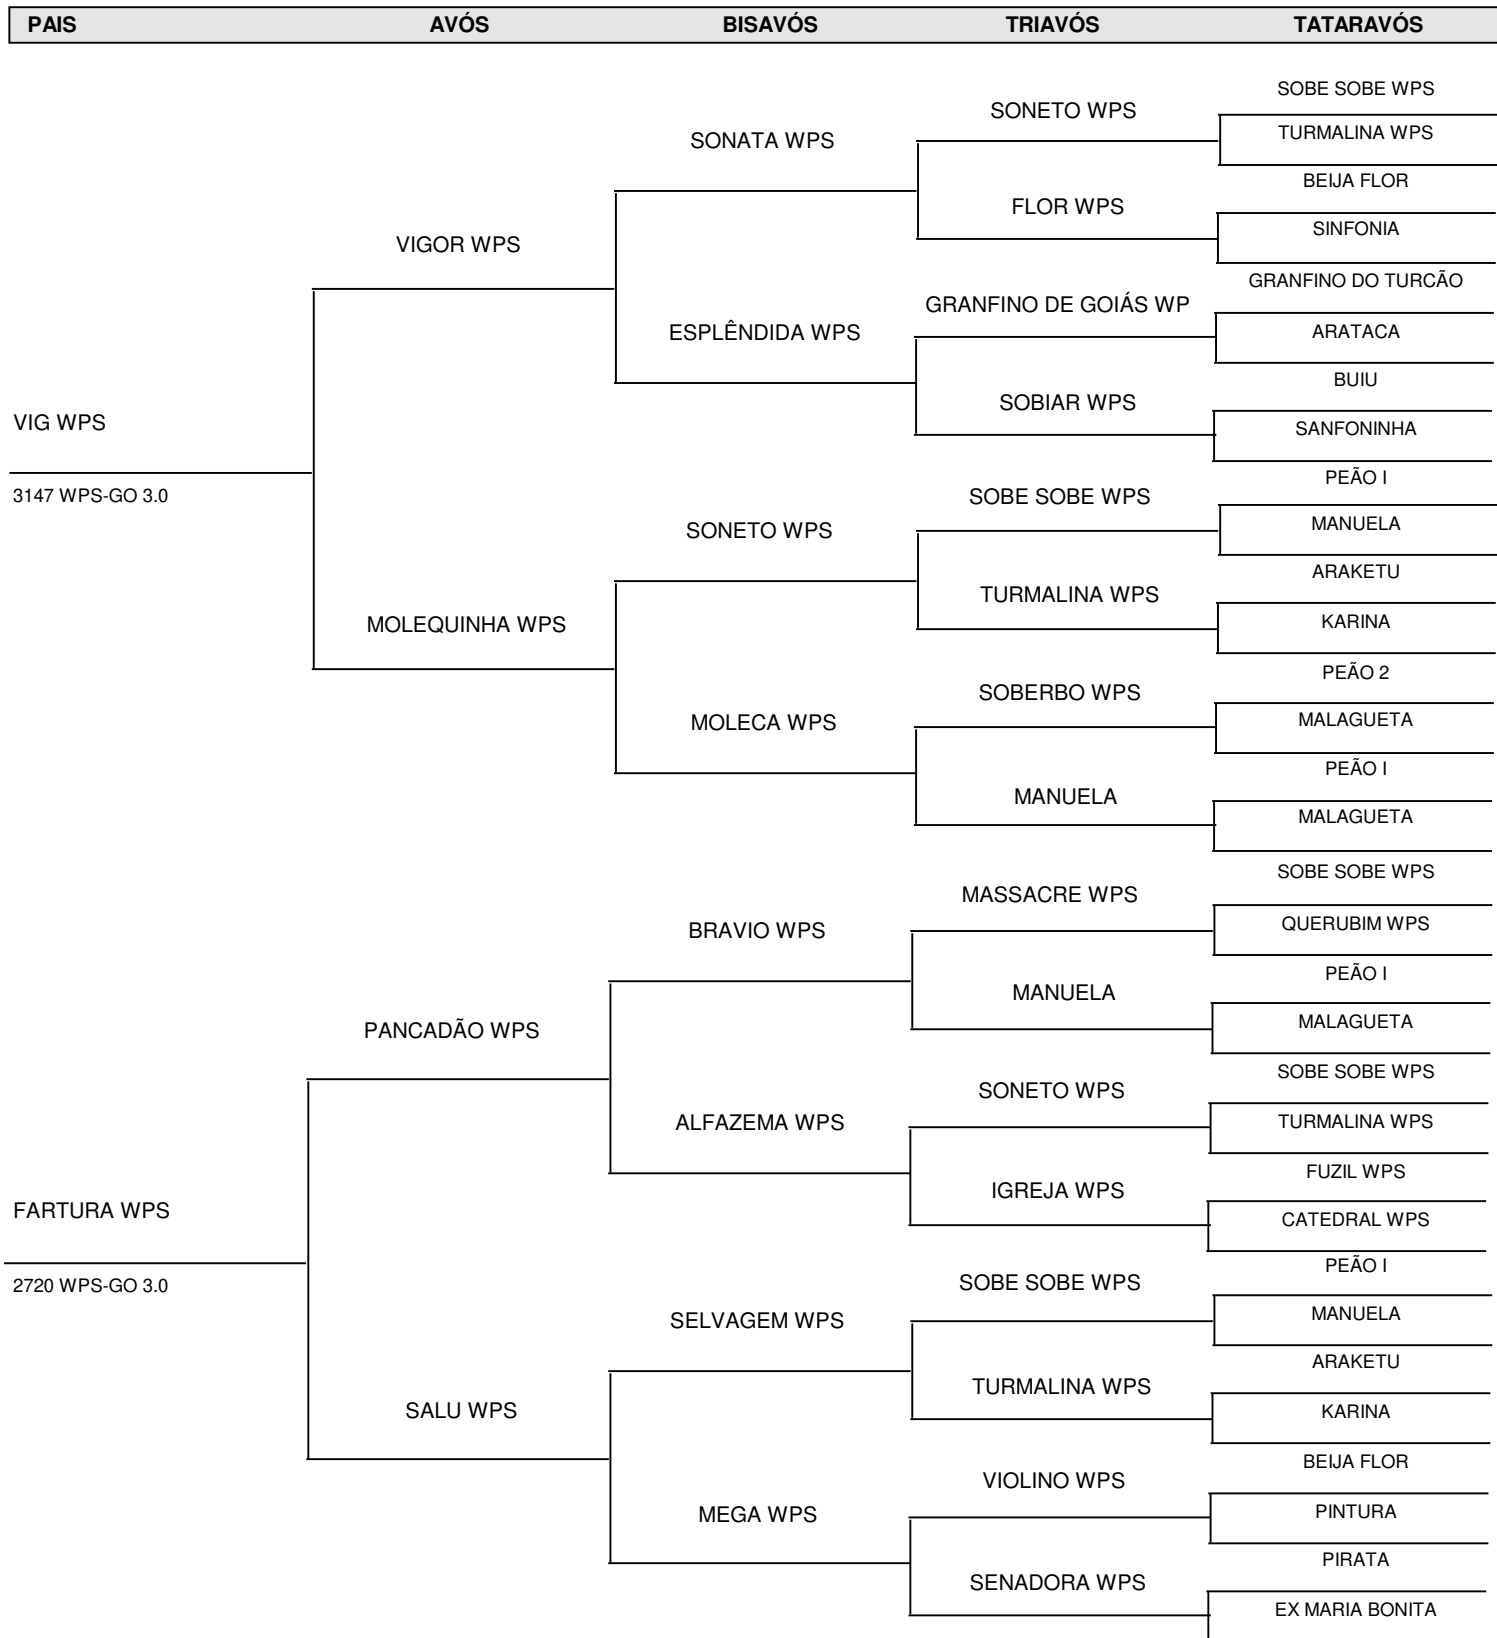 PAIS AVÓS BISAVÓS TRIAVÓS TATARAVÓS
SOBE SOBE WPS
SONETO WPS
TURMALINA WPS
SONATA WPS
BEIJA FLOR
FLOR WPS
SINFONIA
VIGOR WPS
GRANFINO DO TURCÃO
GRANFINO DE GOIÁS WP
ARATACA
ESPLÊNDIDA WPS
BUIU
SOBIAR WPS
VIG WPS
SANFONINHA
PEÃO I
3147 WPS-GO 3.0
SOBE SOBE WPS
MANUELA
SONETO WPS
ARAKETU
TURMALINA WPS
KARINA
MOLEQUINHA WPS
PEÃO 2
SOBERBO WPS
MALAGUETA
MOLECA WPS
PEÃO I
MANUELA
MALAGUETA
SOBE SOBE WPS
MASSACRE WPS
QUERUBIM WPS
BRAVIO WPS
PEÃO I
MANUELA
MALAGUETA
PANCADÃO WPS
SOBE SOBE WPS
SONETO WPS
TURMALINA WPS
ALFAZEMA WPS
FUZIL WPS
IGREJA WPS
FARTURA WPS
CATEDRAL WPS
PEÃO I
2720 WPS-GO 3.0
SOBE SOBE WPS
MANUELA
SELVAGEM WPS
ARAKETU
TURMALINA WPS
SALU WPS
KARINA
BEIJA FLOR
VIOLINO WPS
PINTURA
MEGA WPS
PIRATA
SENADORA WPS
EX MARIA BONITA